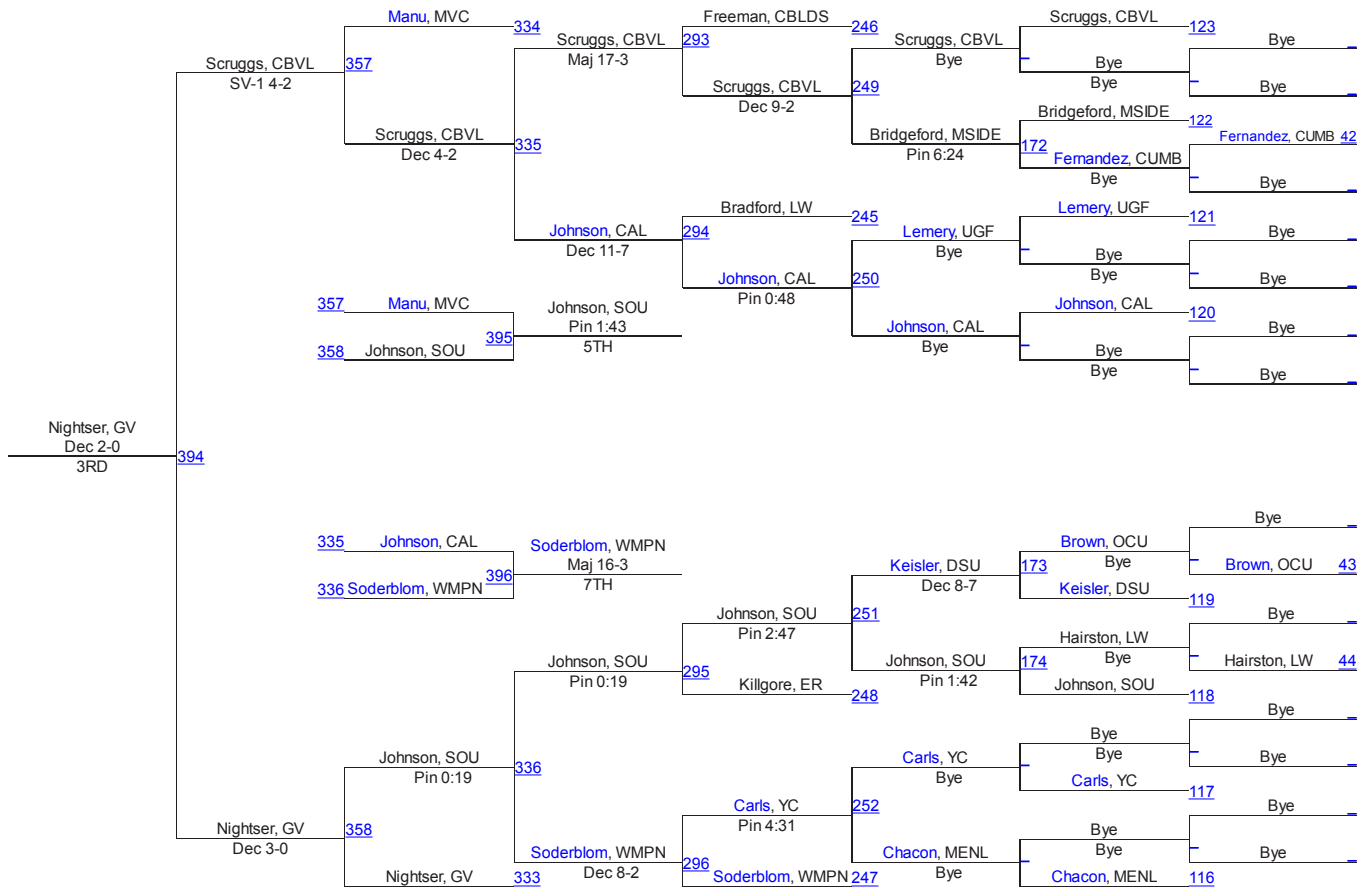 Manu, MVC
334
Freeman, CBLDS
246
Scruggs, CBVL
123
Scruggs, CBVL
Maj 17-3
293
Scruggs, CBVL
Bye
Bye
Scruggs, CBVL
SV-1 4-2
357
Bye
Bye
Scruggs, CBVL
Dec 9-2
249
Bye
Scruggs, CBVL
Dec 4-2
335
Bridgeford, MSIDE
122
Bridgeford, MSIDE
Pin 6:24
172
Fernandez, CUMB 42
Fernandez, CUMB
Bye
Bye
Bradford, LW
245
Lemery, UGF
121
Johnson, CAL
Dec 11-7
294
Lemery, UGF
Bye
Bye
Bye
Bye
Johnson, CAL
Pin 0:48
250
Bye
357
Manu, MVC
Johnson, SOU
Pin 1:43
5TH
395
Johnson, CAL
120
358
Johnson, SOU
Johnson, CAL
Bye
Bye
Bye
Bye
Bye
Nightser, GV
Dec 2-0
3RD
394
Bye
335
Johnson, CAL
Soderblom, WMPN
Maj 16-3
7TH
396
336
Soderblom, WMPN
Brown, OCU
Bye
Brown, OCU 43
Keisler, DSU
Dec 8-7
173
Keisler, DSU
119
Johnson, SOU
Pin 2:47
251
Bye
Hairston, LW
Bye
Hairston, LW 44
Johnson, SOU
Pin 0:19
295
Johnson, SOU
Pin 1:42
174
Killgore, ER
248
Johnson, SOU
118
Bye
Johnson, SOU
Pin 0:19
336
Carls, YC
Bye
Bye
Bye
Bye
Carls, YC
117
Carls, YC
Pin 4:31
252
Bye
Nightser, GV
Dec 3-0
358
Bye
Bye
Bye
Soderblom, WMPN
Dec 8-2
296
Chacon, MENL
Bye
Nightser, GV
333
Soderblom, WMPN
247
Chacon, MENL
116